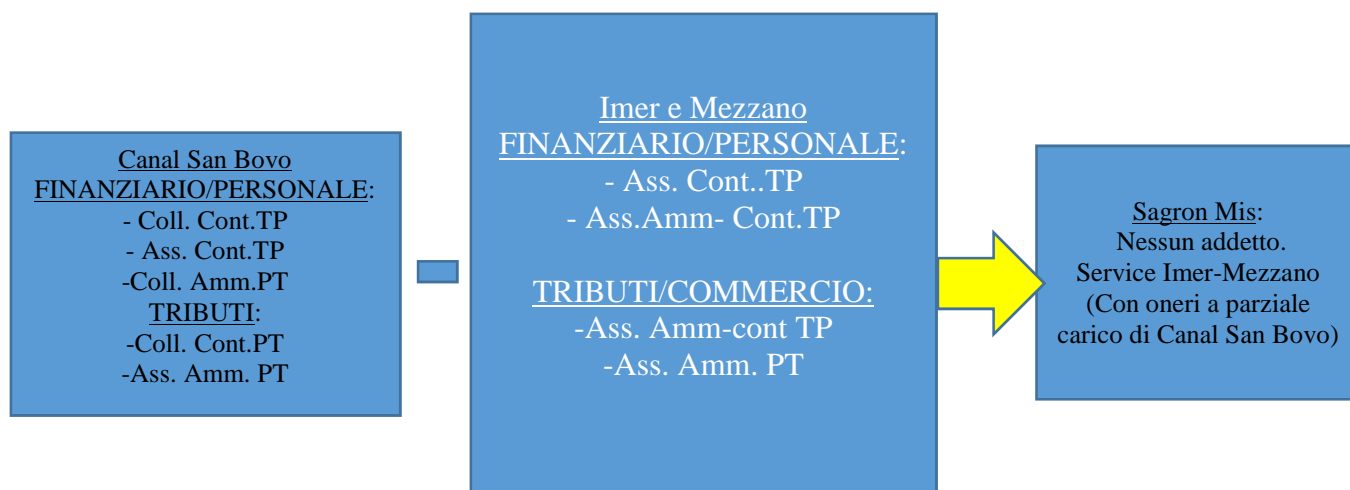 Canal San Bovo
FINANZIARIO/PERSONALE:
- Coll. Cont.TP
- Ass. Cont.TP
-Coll. Amm.PT
TRIBUTI:
-Coll. Cont.PT
-Ass. Amm. PT
Imer e Mezzano
FINANZIARIO/PERSONALE:
- Ass. Cont..TP
- Ass.Amm- Cont.TP
TRIBUTI/COMMERCIO:
-Ass. Amm-cont TP
-Ass. Amm. PT
Sagron Mis:
Nessun addetto.
Service Imer-Mezzano
(Con oneri a parziale
carico di Canal San Bovo)